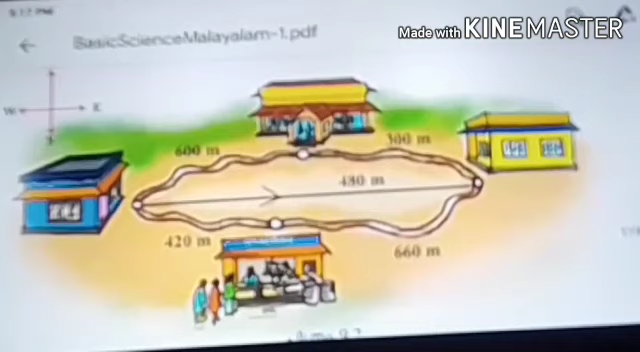 BasicScienceMalayalam-1.pdf
Made with KINEMASTER
W E
600 m
300 m
480 m
420 m
660 m